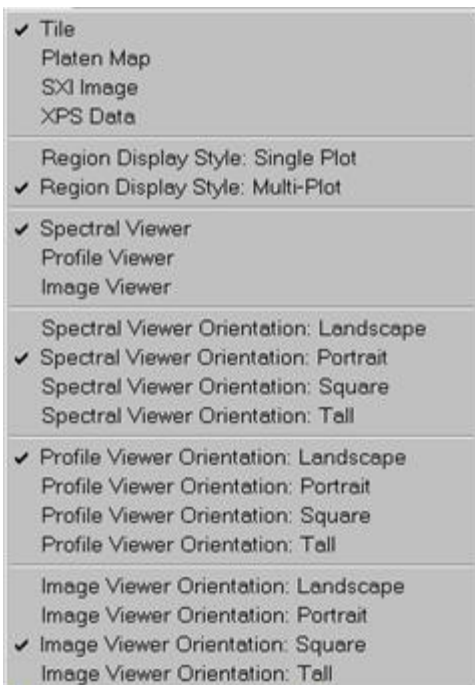 Tile
Platen Map
SXI Image
XPS Data
Region Display Style: Single Plot
Region Display Style: Multi-Plot
Spectral Viewer
Profile Viewer
Image Viewer
Spectral Viewer Orientation: Landscape
Spectral Viewer Orientation: Portrait
Spectral Viewer Orientation: Square
Spectral Viewer Orientation: Tall
Profile Viewer Orientation: Landscape
Profile Viewer Orientation: Portrait
Profile Viewer Orientation: Square
Profile Viewer Orientation: Tall
Image Viewer Orientation: Landscape
Image Viewer Orientation: Portrait
Image Viewer Orientation: Square
Image Viewer Orientation: Tall